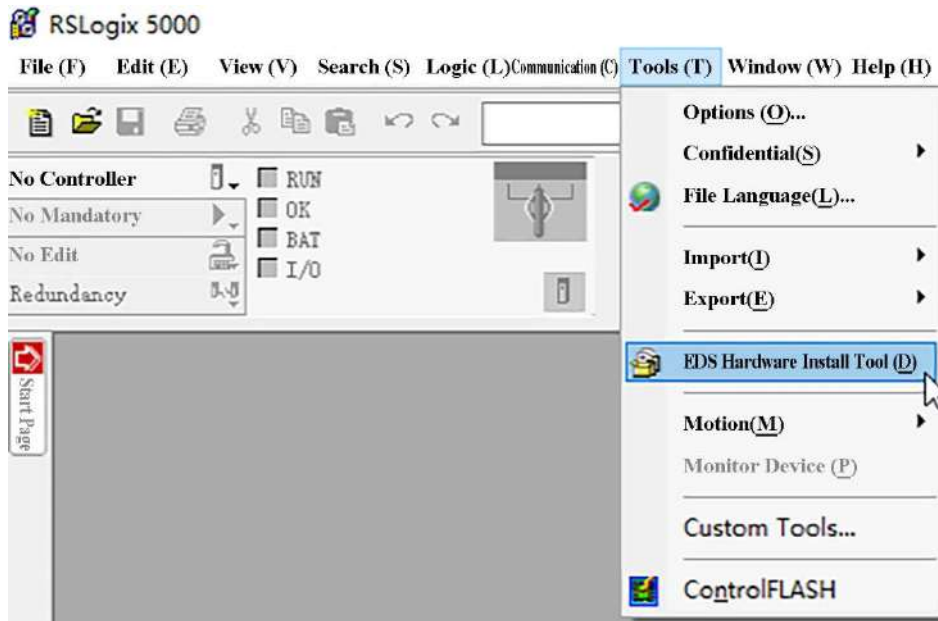 RSLogix 5000
File (F) Edit (E) View (V) Search (S) Logic (L) Communication (C) Tools (T) Window (W) Help (H)
Options (O)...
Confidential(S)
File Language(L)...
Import(I)
Export(E)
EDS Hardware Install Tool (D)
Motion(M)
Monitor Device (P)
Custom Tools...
ControlFLASH
No Controller
No Mandatory
No Edit
Redundancy
RUN
OK
BAT
I/O
Start Page